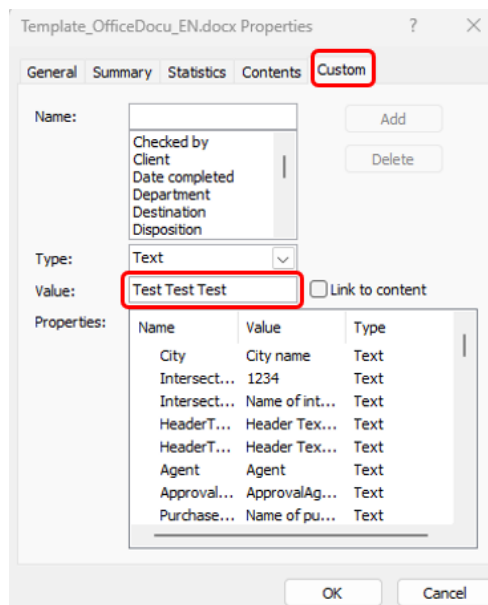 Template_OfficeDocu_EN.docx Properties ? ×
General Summary Statistics Contents Custom
Name:
Add
Checked by
Client
Delete
Date completed
Department
Destination
Disposition
Type: Text
Value: Test Test Test Link to content
Properties:
Name Value Type
City City name Text
Intersect... 1234 Text
Intersect... Name of int... Text
HeaderT... Header Tex... Text
HeaderT... Header Tex... Text
Agent Agent Text
Approval... ApprovalAg... Text
Purchase... Name of pu... Text
OK Cancel